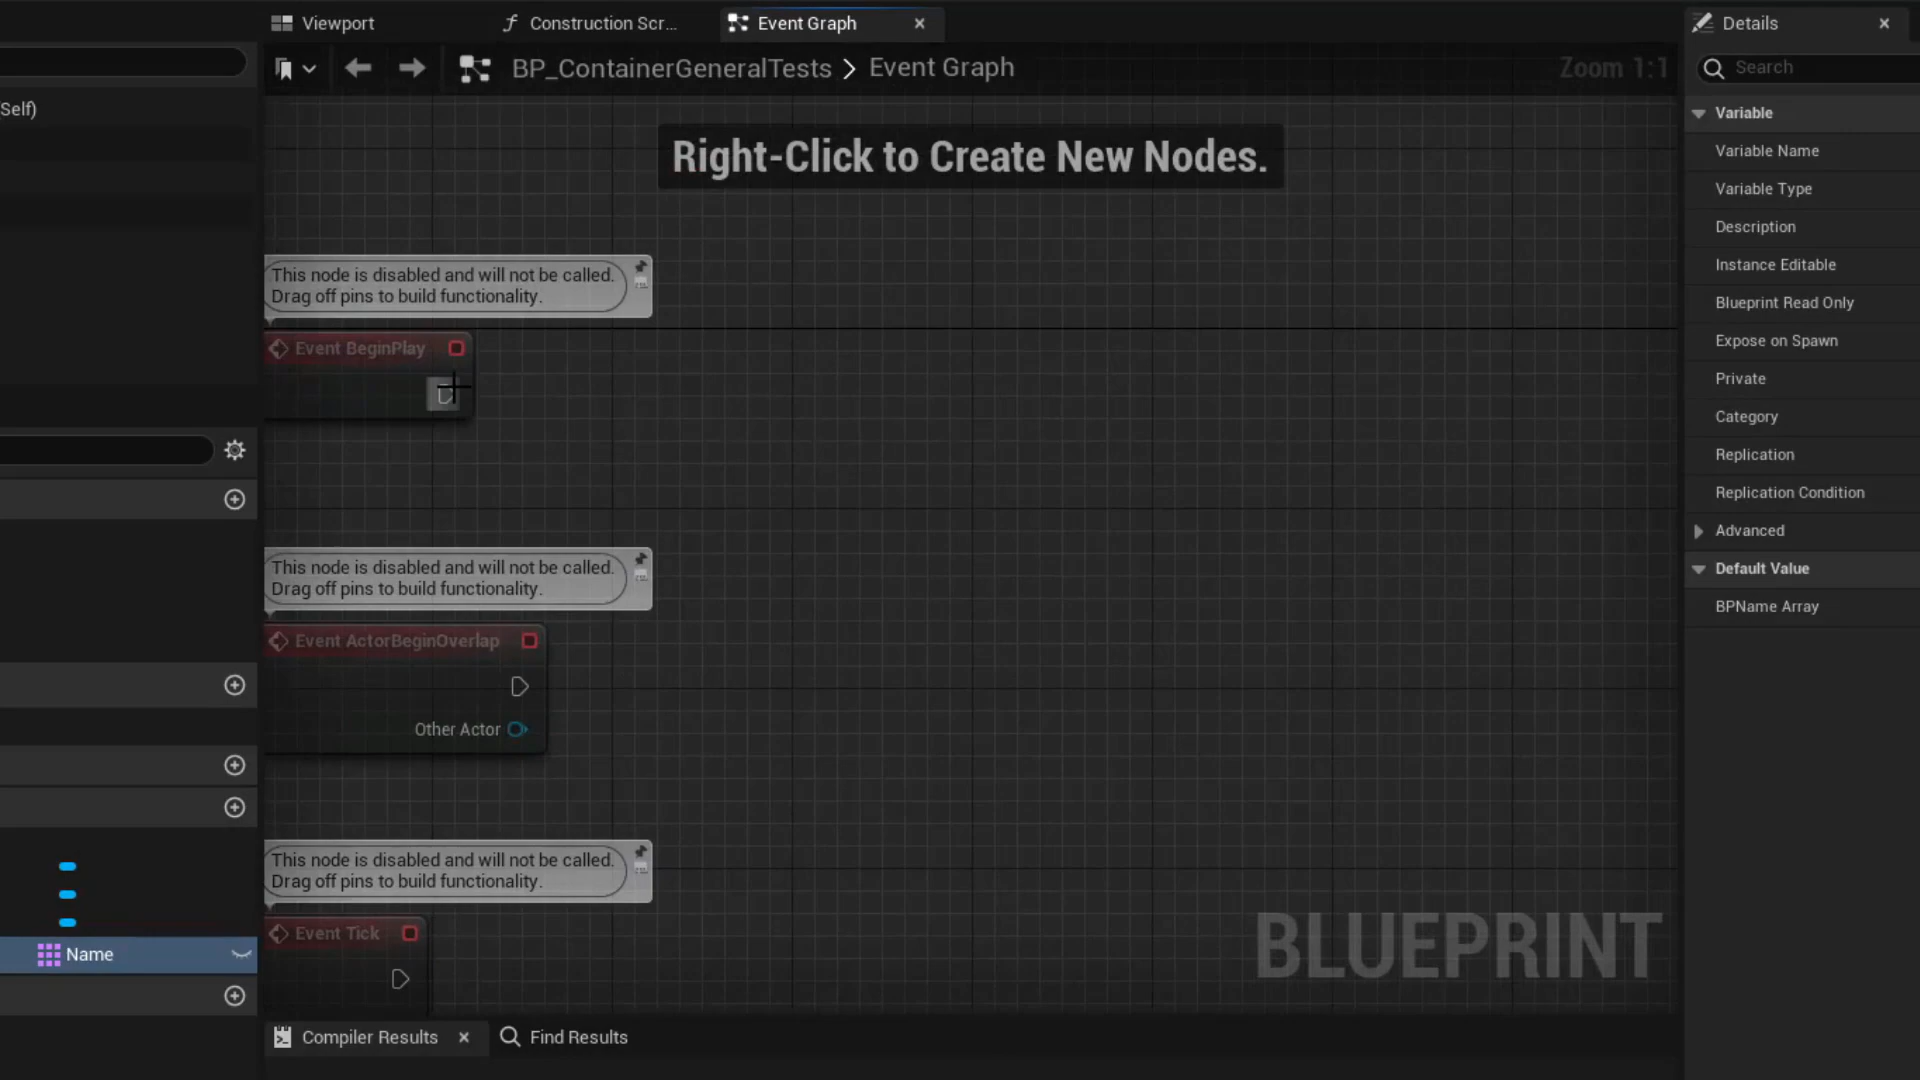 Viewport
Construction Scr...
Event Graph
Details
BP_ContainerGeneralTests > Event Graph
Zoom 1:1
Search
Self)
Variable
Right-Click to Create New Nodes.
Variable Name
Variable Type
Description
Instance Editable
Blueprint Read Only
Expose on Spawn
Private
Category
Replication
Replication Condition
Advanced
Default Value
BPName Array
This node is disabled and will not be called.
Drag off pins to build functionality.
Event BeginPlay
This node is disabled and will not be called.
Drag off pins to build functionality.
Event ActorBeginOverlap
Other Actor
This node is disabled and will not be called.
Drag off pins to build functionality.
Event Tick
Name
BLUEPRINT
Compiler Results
Find Results